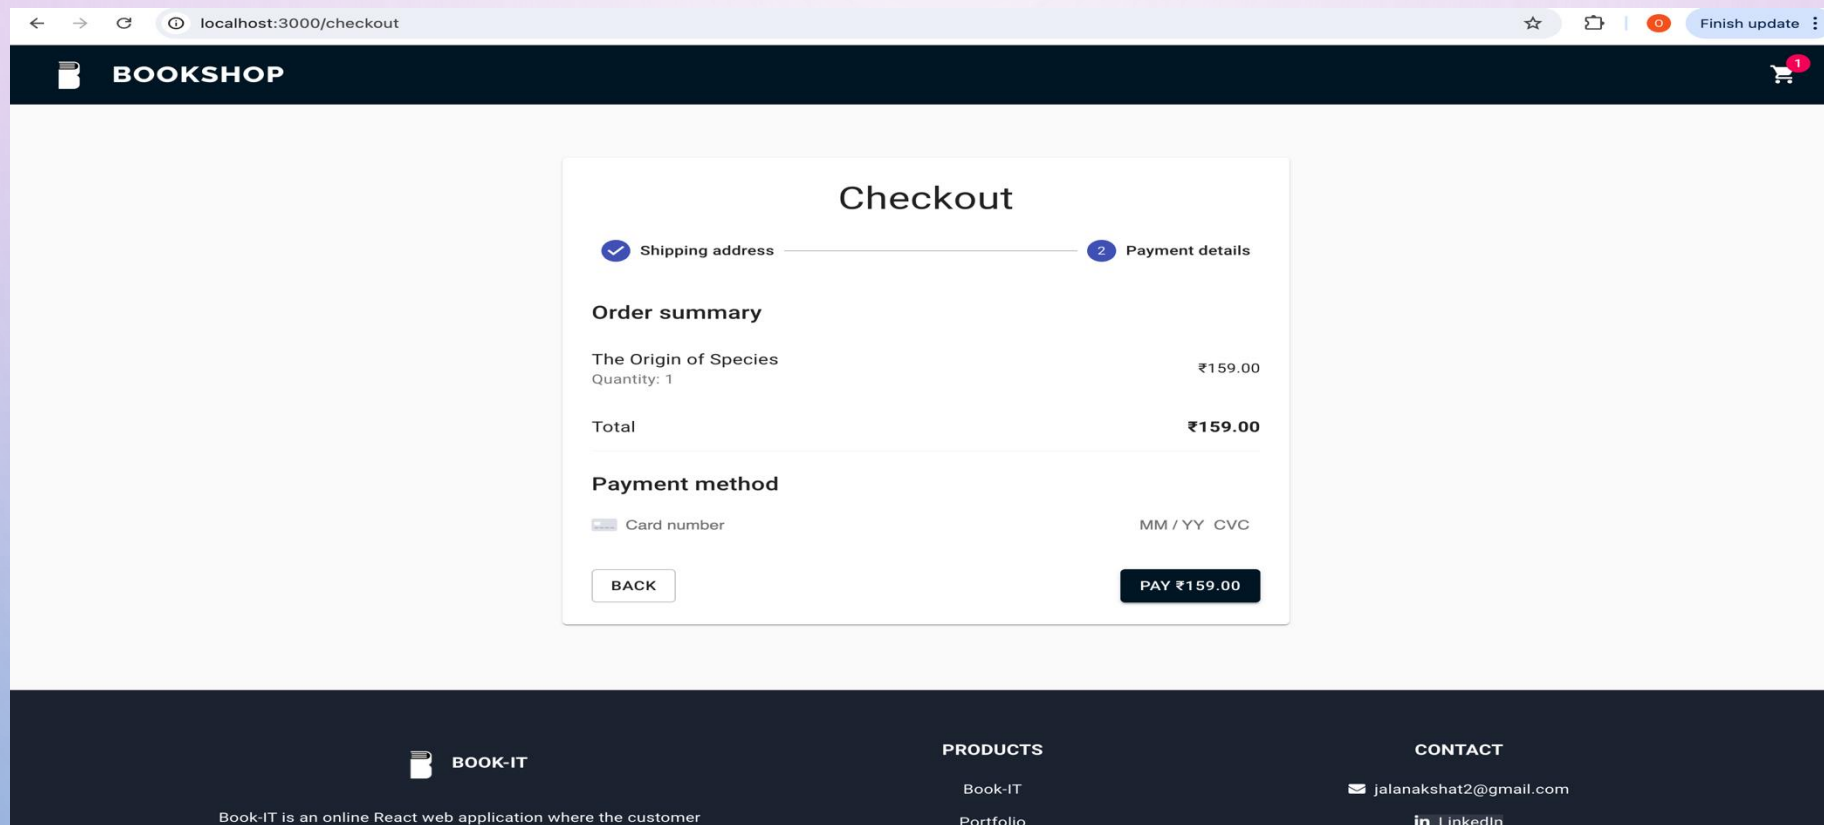 localhost:3000/checkout
Finish update
O
BOOKSHOP
1
Checkout
Shipping address
2 Payment details
Order summary
The Origin of Species
₹159.00
Quantity: 1
Total ₹159.00
Payment method
Card number MM / YY CVC
BACK PAY ₹159.00
BOOK-IT
Book-IT is an online React web application where the customer
PRODUCTS
Book-IT
Portfolio
CONTACT
jalanakshat2@gmail.com
in LinkedIn